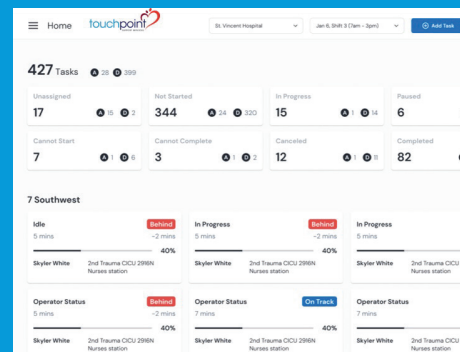 Home touchpoint St. Vincent Hospital Jan 6, Shift 3 (7am - 3pm) Add Task
427 Tasks A 28 D 399
Unassigned Not Started In Progress Paused
17 A 15 D 2 344 A 24 D 320 15 A 1 D 14 6
Cannot Start Cannot Complete Canceled Completed
7 A 1 D 6 3 A 1 D 2 12 A 1 D 11 82
7 Southwest
Idle Behind In Progress Behind In Progress
5 mins -2 mins 5 mins -2 mins 5 mins
40% 40%
Skyler White 2nd Trauma CICU 2916N Skyler White 2nd Trauma CICU 2916N Skyler White 2nd Trauma CICU
Nurses station Nurses station Nurses station
Operator Status Behind Operator Status On Track Operator Status
5 mins -2 mins 7 mins 7 mins
40% 40%
Skyler White 2nd Trauma CICU 2916N Skyler White 2nd Trauma CICU 2916N Skyler White 2nd Trauma CICU
Nurses station Nurses station Nurses station